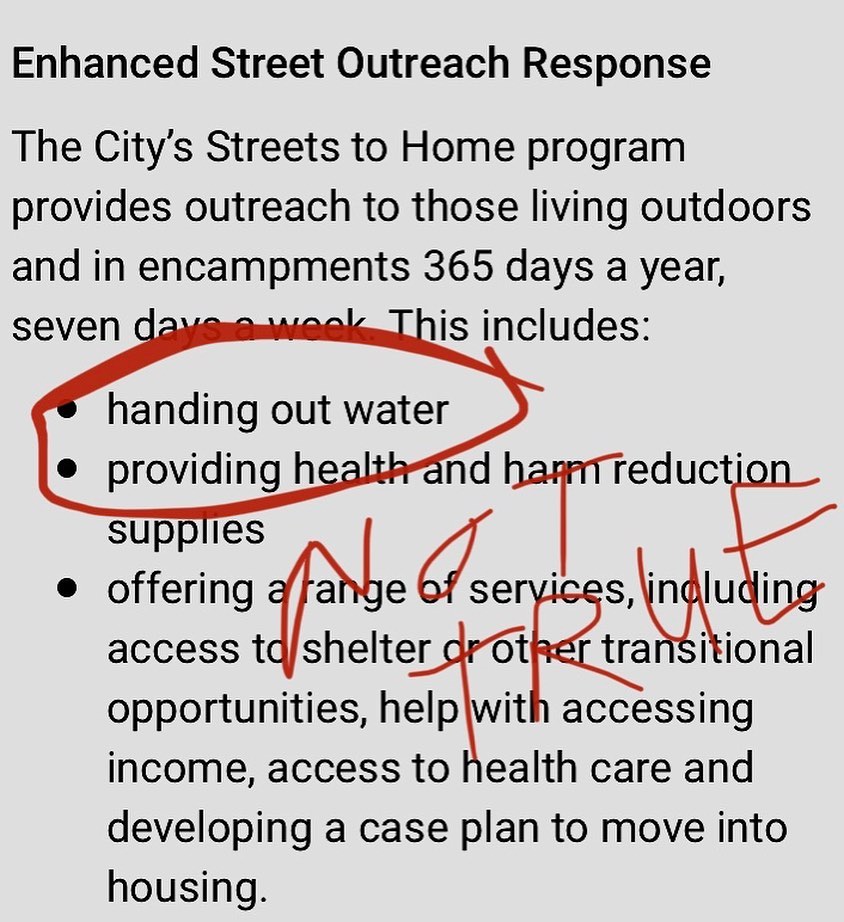 Enhanced Street Outreach Response
The City's Streets to Home program
provides outreach to those living outdoors
and in encampments 365 days a year,
seven days a week. This includes:
• handing out water
• providing health and harm reduction
supplies
• offering a range of services, including
access to shelter or other transitional
opportunities, help with accessing
income, access to health care and
developing a case plan to move into
housing.
NOT
TRUE